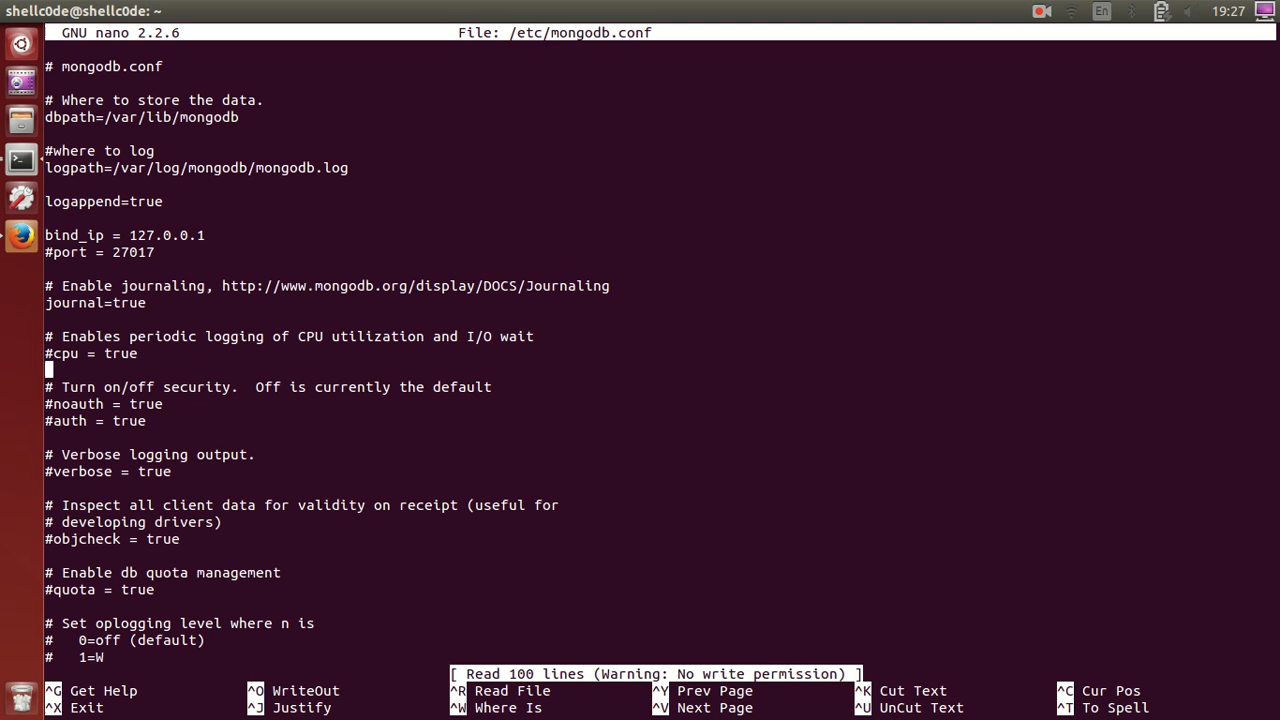 shellc0de@shellc0de: ~
En
19:27
GNU nano 2.2.6 File: /etc/mongodb.conf
# mongodb.conf
# Where to store the data.
dbpath=/var/lib/mongodb
#where to log
logpath=/var/log/mongodb/mongodb.log
logappend=true
bind_ip = 127.0.0.1
#port = 27017
# Enable journaling, http://www.mongodb.org/display/DOCS/Journaling
journal=true
# Enables periodic logging of CPU utilization and I/O wait
#cpu = true
# Turn on/off security.  Off is currently the default
#noauth = true
#auth = true
# Verbose logging output.
#verbose = true
# Inspect all client data for validity on receipt (useful for
# developing drivers)
#objcheck = true
# Enable db quota management
#quota = true
# Set oplogging level where n is
#   0=off (default)
#   1=W
[ Read 100 lines (Warning: No write permission) ]
^G Get Help ^O WriteOut ^R Read File ^Y Prev Page ^K Cut Text ^C Cur Pos
^X Exit ^J Justify ^W Where Is ^V Next Page ^U UnCut Text ^T To Spell